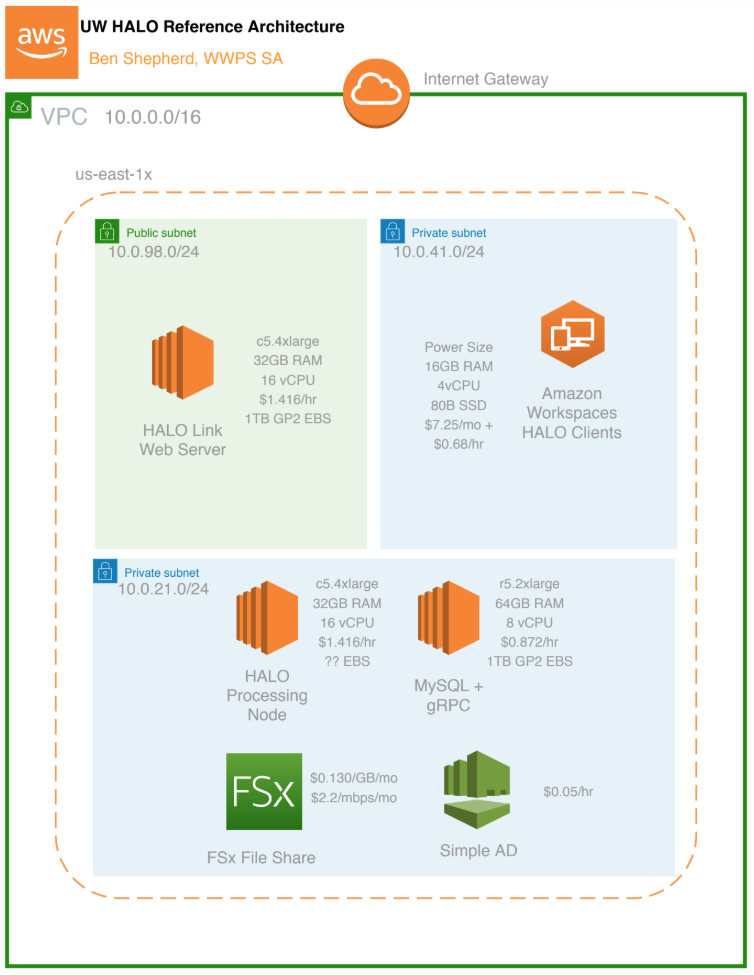 aws
UW HALO Reference Architecture
Ben Shepherd, WWPS SA
Internet Gateway
VPC 10.0.0.0/16
us-east-1x
Public subnet
10.0.98.0/24
HALO Link
Web Server
c5.4xlarge
32GB RAM
16 vCPU
$1.416/hr
1TB GP2 EBS
Private subnet
10.0.41.0/24
Power Size
16GB RAM
4vCPU
80B SSD
$7.25/mo +
$0.68/hr
Amazon
Workspaces
HALO Clients
Private subnet
10.0.21.0/24
HALO
Processing
Node
c5.4xlarge
32GB RAM
16 vCPU
$1.416/hr
?? EBS
MySQL +
gRPC
r5.2xlarge
64GB RAM
8 vCPU
$0.872/hr
1TB GP2 EBS
FSx
FSx File Share
$0.130/GB/mo
$2.2/mbps/mo
Simple AD
$0.05/hr